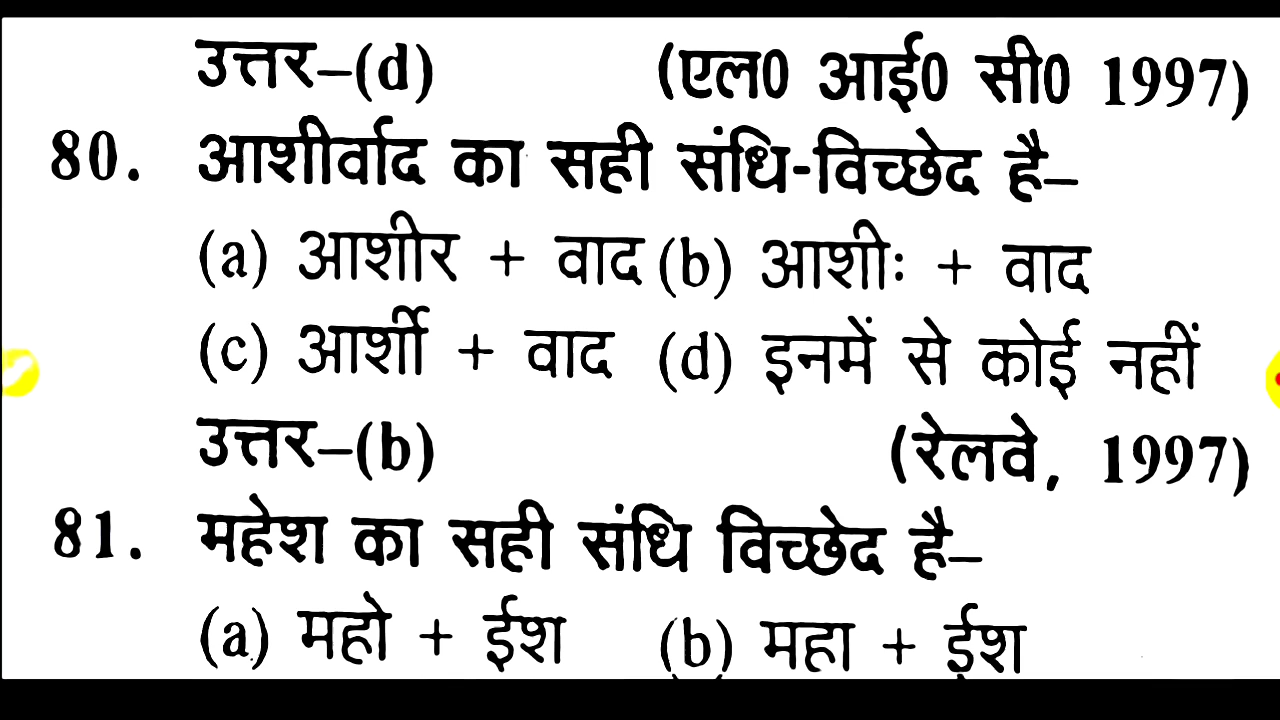 उत्तर–(d) (एल0 आई0 सी0 1997)
80. आशीर्वाद का सही संधि-विच्छेद है–
(a) आशीर + वाद (b) आशीः + वाद
(c) आर्शी + वाद (d) इनमें से कोई नहीं
उत्तर–(b) (रेलवे, 1997)
81. महेश का सही संधि विच्छेद है–
(a) महो + ईश (b) महा + ईश